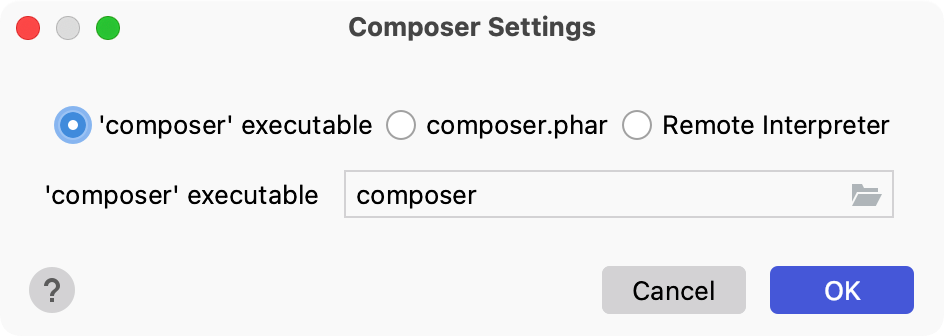 Composer Settings
'composer' executable composer.phar Remote Interpreter
'composer' executable composer
? Cancel OK